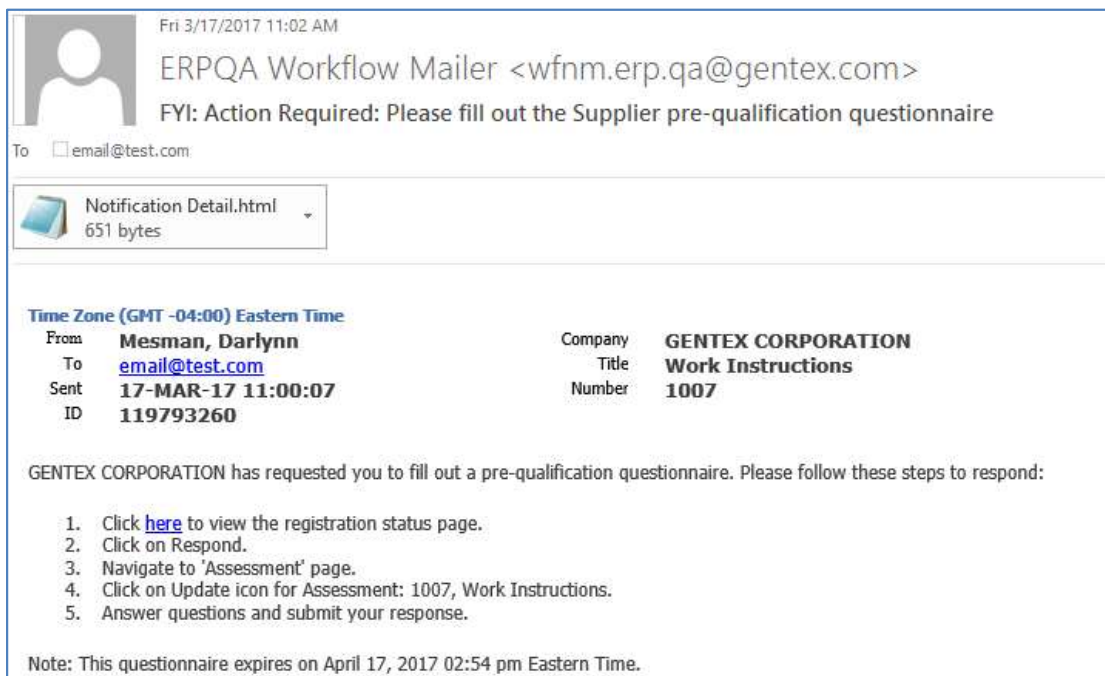 Fri 3/17/2017 11:02 AM
ERPQA Workflow Mailer <wfnm.erp.qa@gentex.com>
FYI: Action Required: Please fill out the Supplier pre-qualification questionnaire
To email@test.com
Notification Detail.html
651 bytes
Time Zone (GMT -04:00) Eastern Time
From Mesman, Darlynn Company GENTEX CORPORATION
To email@test.com Title Work Instructions
Sent 17-MAR-17 11:00:07 Number 1007
ID 119793260
GENTEX CORPORATION has requested you to fill out a pre-qualification questionnaire. Please follow these steps to respond:
1. Click here to view the registration status page.
2. Click on Respond.
3. Navigate to 'Assessment' page.
4. Click on Update icon for Assessment: 1007, Work Instructions.
5. Answer questions and submit your response.
Note: This questionnaire expires on April 17, 2017 02:54 pm Eastern Time.